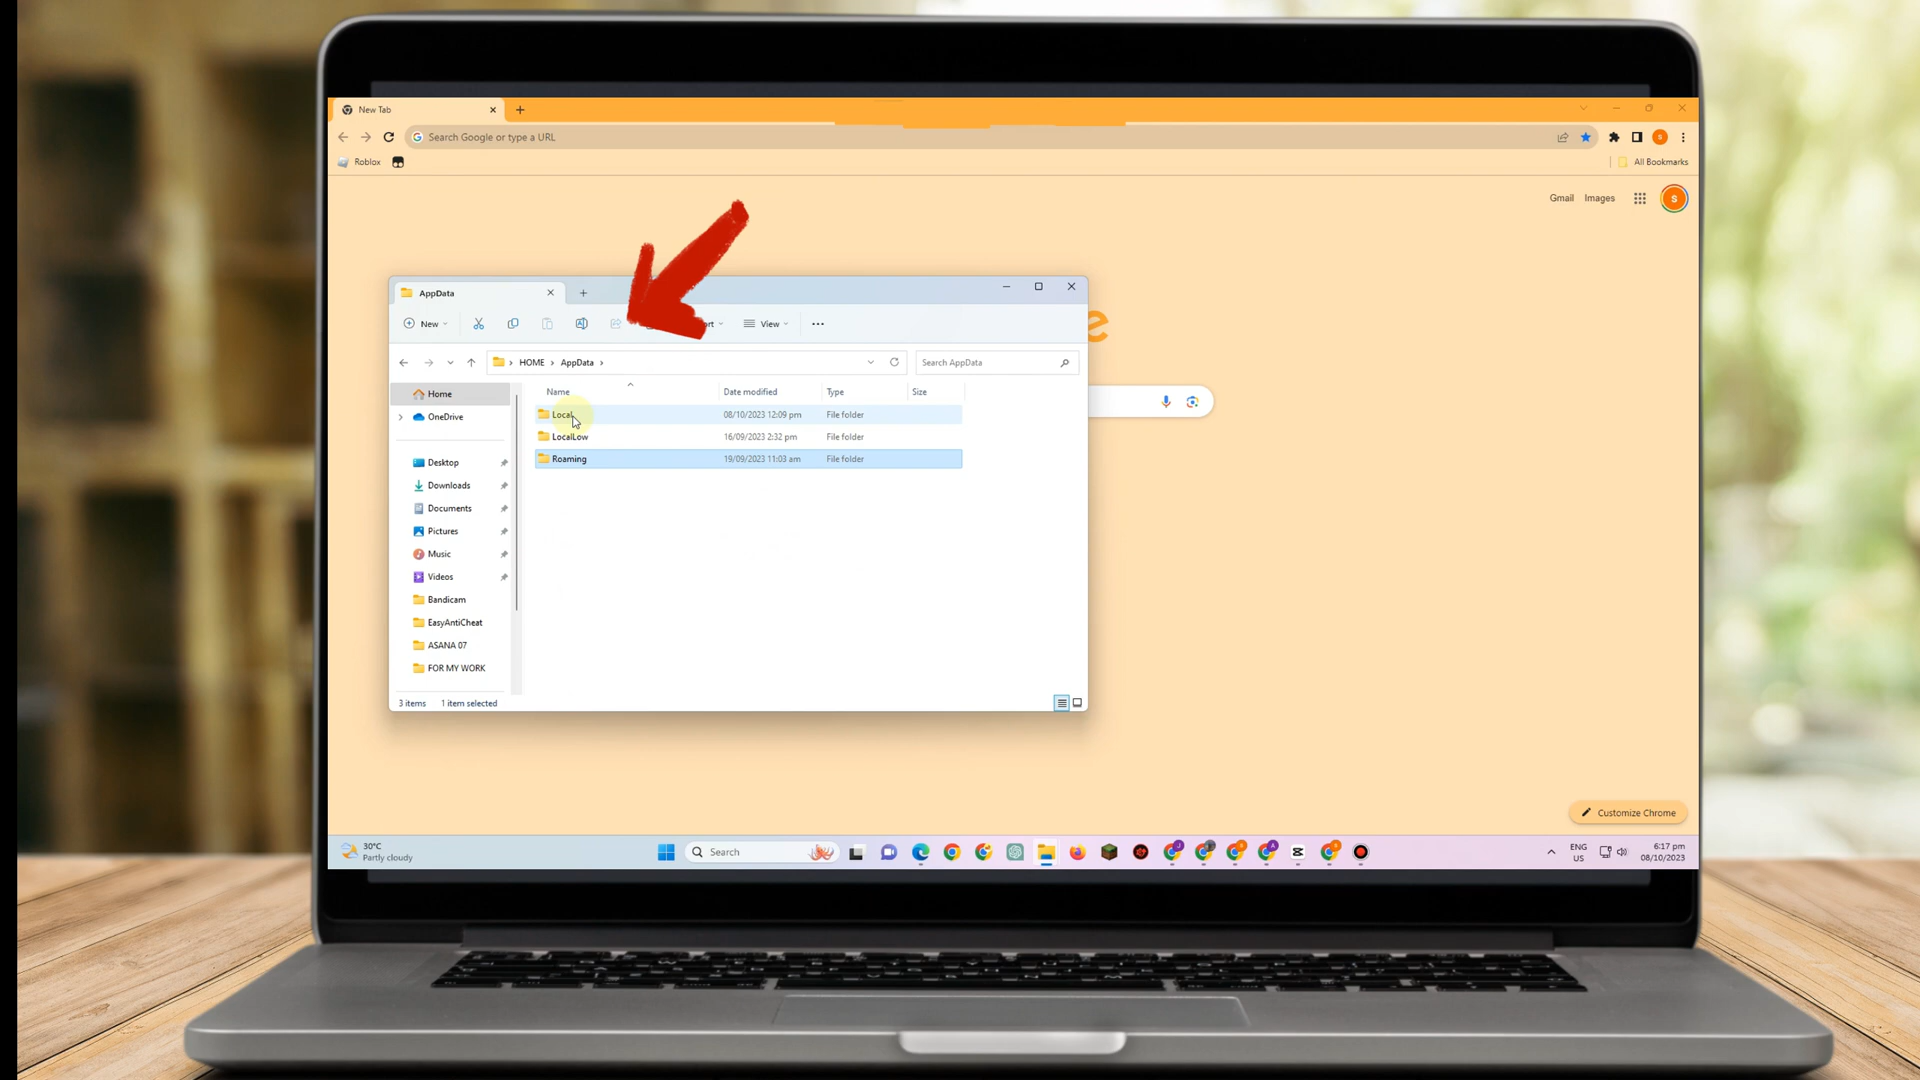 New Tab
Search Google or type a URL
Roblox
All Bookmarks
Gmail Images
S
AppData
New
View
HOME > AppData >
Search AppData
Name Date modified Type Size
Local 08/10/2023 12:09 pm File folder
LocalLow 16/09/2023 2:32 pm File folder
Roaming 19/09/2023 11:03 am File folder
Home
OneDrive
Desktop
Downloads
Documents
Pictures
Music
Videos
Bandicam
EasyAntiCheat
ASANA 07
FOR MY WORK
3 items 1 item selected
Customize Chrome
30°C
Partly cloudy
Search
ENG
US
6:17 pm
08/10/2023